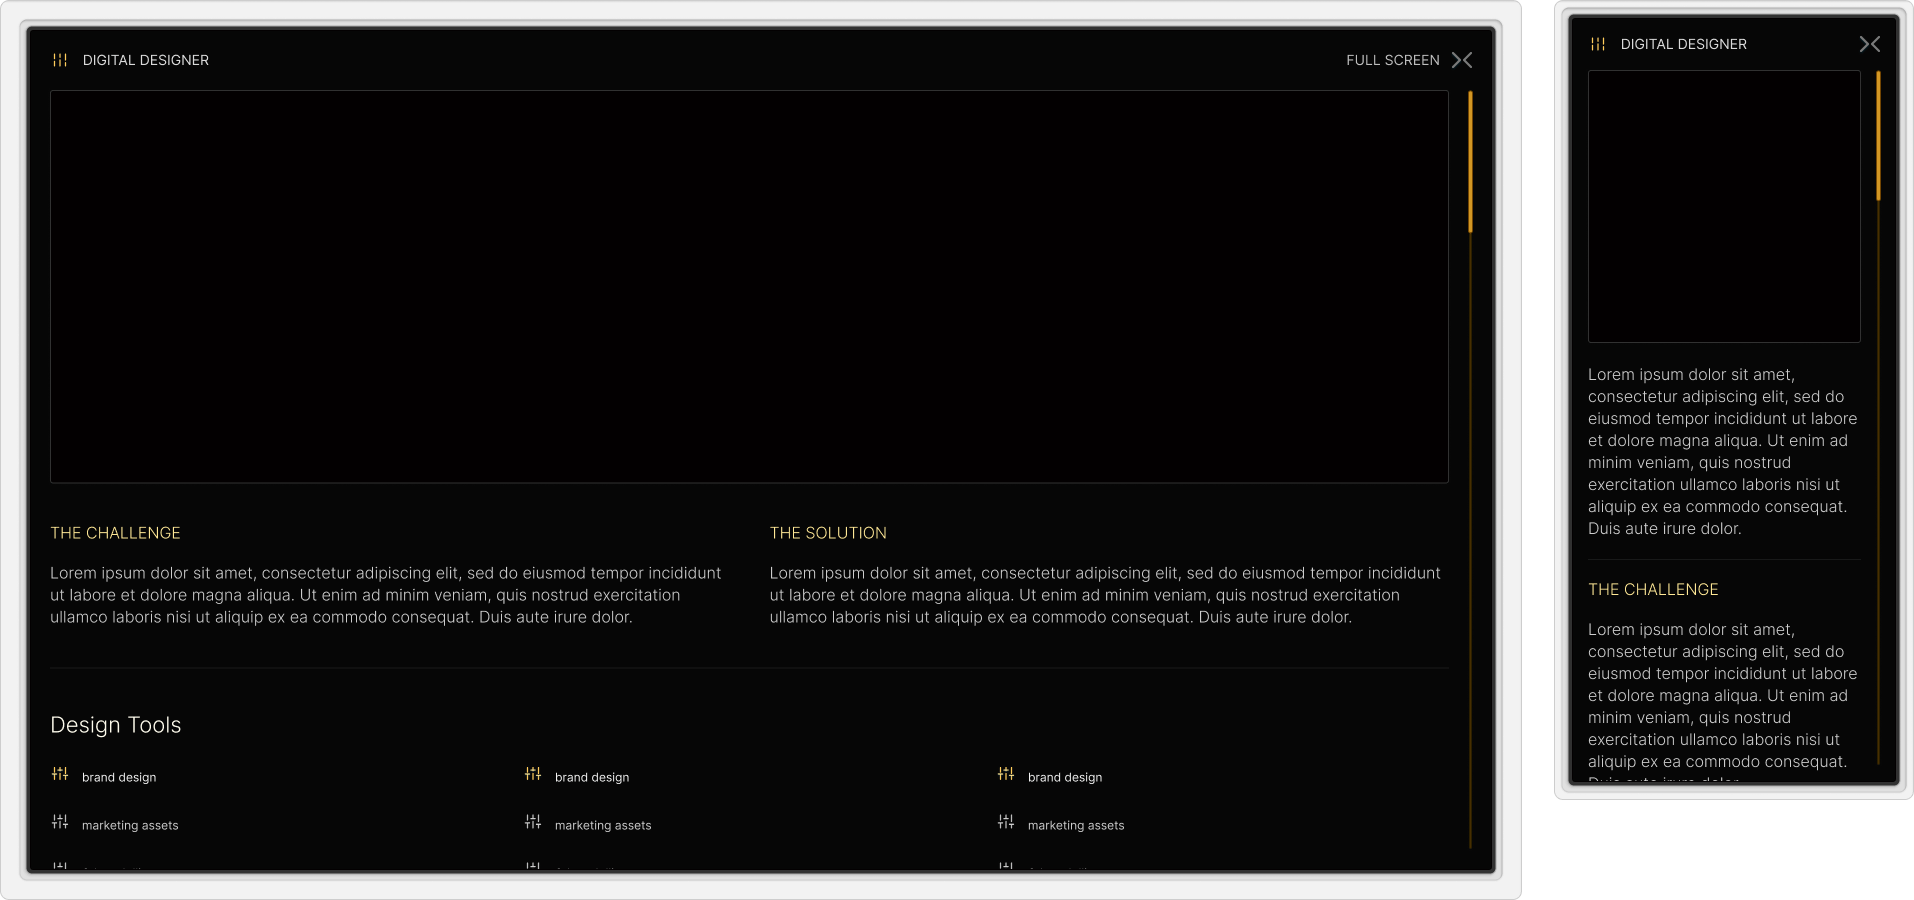 DIGITAL DESIGNER
FULL SCREEN
THE CHALLENGE
Lorem ipsum dolor sit amet, consectetur adipiscing elit, sed do eiusmod tempor incididunt
ut labore et dolore magna aliqua. Ut enim ad minim veniam, quis nostrud exercitation
ullamco laboris nisi ut aliquip ex ea commodo consequat. Duis aute irure dolor.
THE SOLUTION
Lorem ipsum dolor sit amet, consectetur adipiscing elit, sed do eiusmod tempor incididunt
ut labore et dolore magna aliqua. Ut enim ad minim veniam, quis nostrud exercitation
ullamco laboris nisi ut aliquip ex ea commodo consequat. Duis aute irure dolor.
Design Tools
brand design
brand design
brand design
marketing assets
marketing assets
marketing assets
DIGITAL DESIGNER
Lorem ipsum dolor sit amet,
consectetur adipiscing elit, sed do
eiusmod tempor incididunt ut labore
et dolore magna aliqua. Ut enim ad
minim veniam, quis nostrud
exercitation ullamco laboris nisi ut
aliquip ex ea commodo consequat.
Duis aute irure dolor.
THE CHALLENGE
Lorem ipsum dolor sit amet,
consectetur adipiscing elit, sed do
eiusmod tempor incididunt ut labore
et dolore magna aliqua. Ut enim ad
minim veniam, quis nostrud
exercitation ullamco laboris nisi ut
aliquip ex ea commodo consequat.
Duis aute irure dolor.